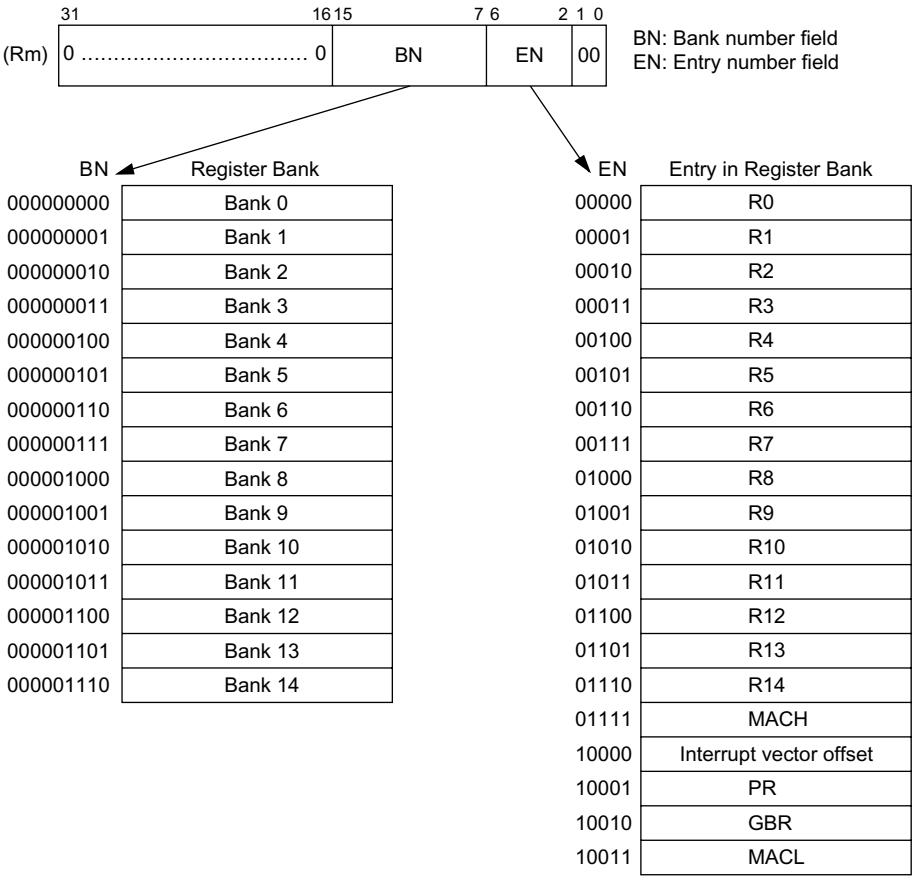 31 16 15 7 6 2 1 0
(Rm) 0 .................................... 0 BN EN 00
BN: Bank number field
EN: Entry number field
BN Register Bank
000000000 Bank 0
000000001 Bank 1
000000010 Bank 2
000000011 Bank 3
000000100 Bank 4
000000101 Bank 5
000000110 Bank 6
000000111 Bank 7
000001000 Bank 8
000001001 Bank 9
000001010 Bank 10
000001011 Bank 11
000001100 Bank 12
000001101 Bank 13
000001110 Bank 14
EN Entry in Register Bank
00000 R0
00001 R1
00010 R2
00011 R3
00100 R4
00101 R5
00110 R6
00111 R7
01000 R8
01001 R9
01010 R10
01011 R11
01100 R12
01101 R13
01110 R14
01111 MACH
10000 Interrupt vector offset
10001 PR
10010 GBR
10011 MACL